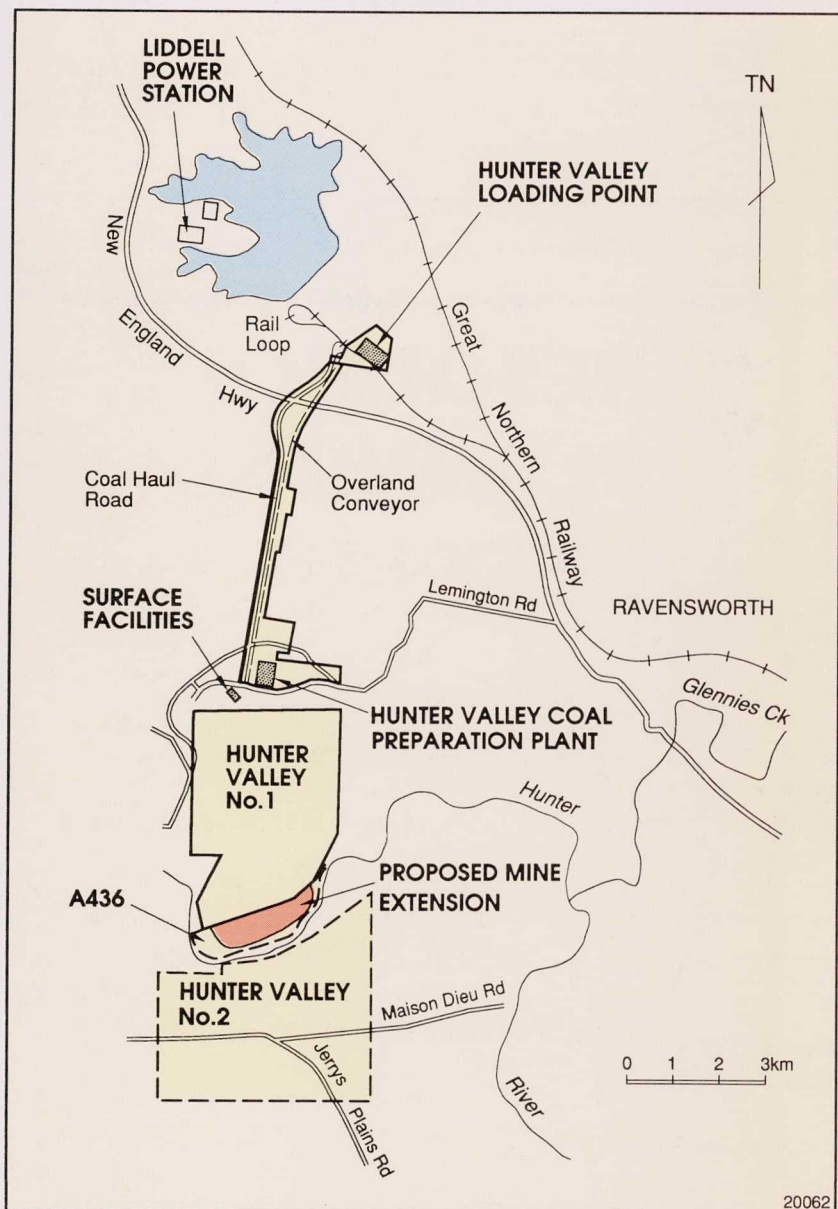 LIDDELL
POWER
STATION
TN
HUNTER VALLEY
LOADING POINT
New
England
Hwy
Rail
Loop
Great
Northern
Railway
Coal Haul
Road
Overland
Conveyor
SURFACE
FACILITIES
Lemington Rd
RAVENSWORTH
Glennies Ck
HUNTER VALLEY COAL
PREPARATION PLANT
HUNTER
VALLEY
No.1
Hunter
River
A436
PROPOSED MINE
EXTENSION
HUNTER VALLEY
No.2
Maison Dieu Rd
Jerrys
Plains Rd
0 1 2 3km
20062